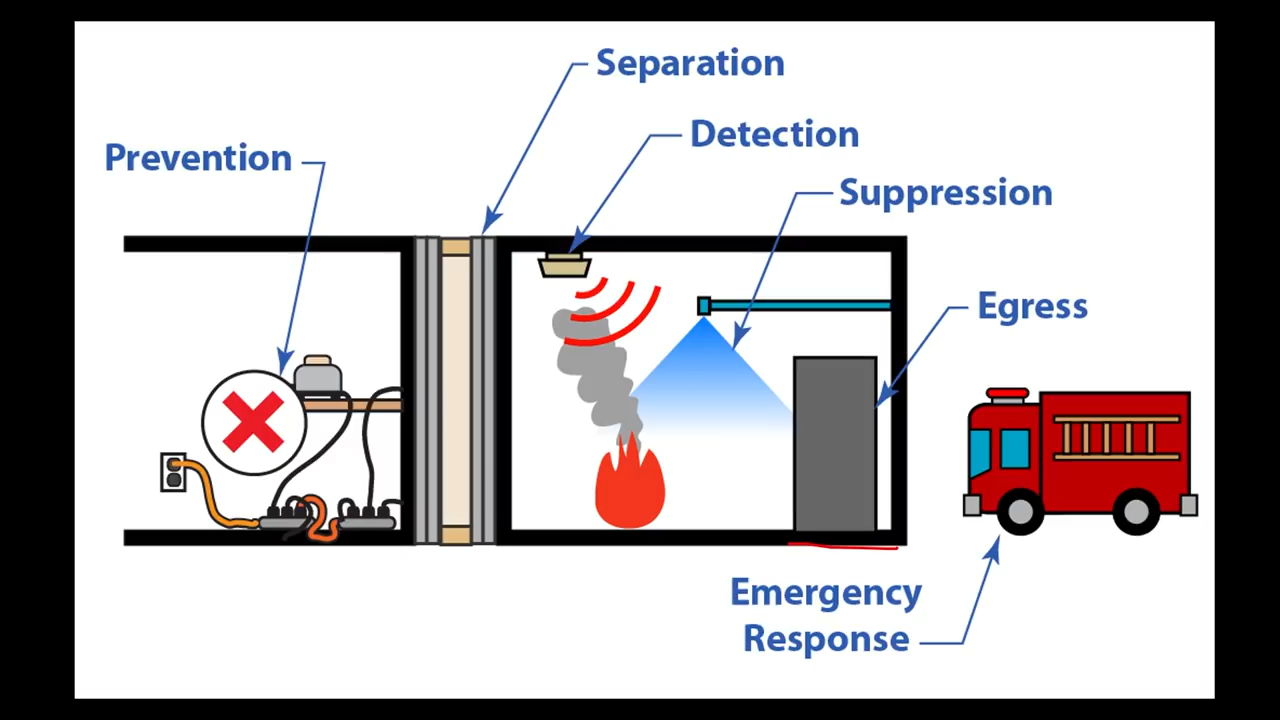 Separation
Detection
Prevention
Suppression
Egress
Emergency
Response